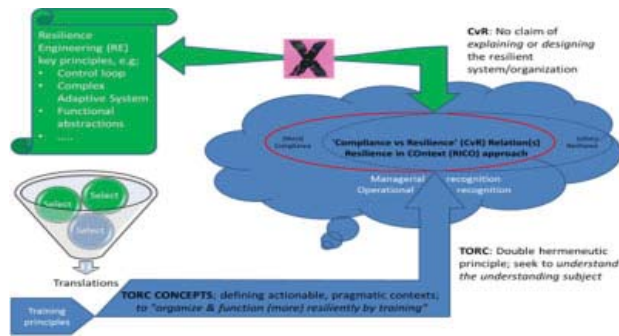 Resilience
Engineering (RE)
key principles, e.g;
• Control loop
• Complex
Adaptive System
• Functional
abstractions
• .....
X
CvR: No claim of
explaining or designing
the resilient
system/organization
Compliance
'Compliance vs Resilience' (CvR) Relation(s)
Resilience in COntext (RICO) approach
Managerial recognition
Operational recognition
Select
Select
Select
Translations
TORC: Double hermeneutic
principle; seek to understand
the understanding subject
Training
principles
TORC CONCEPTS; defining actionable, pragmatic contexts;
to "organize & function (more) resiliently by training"